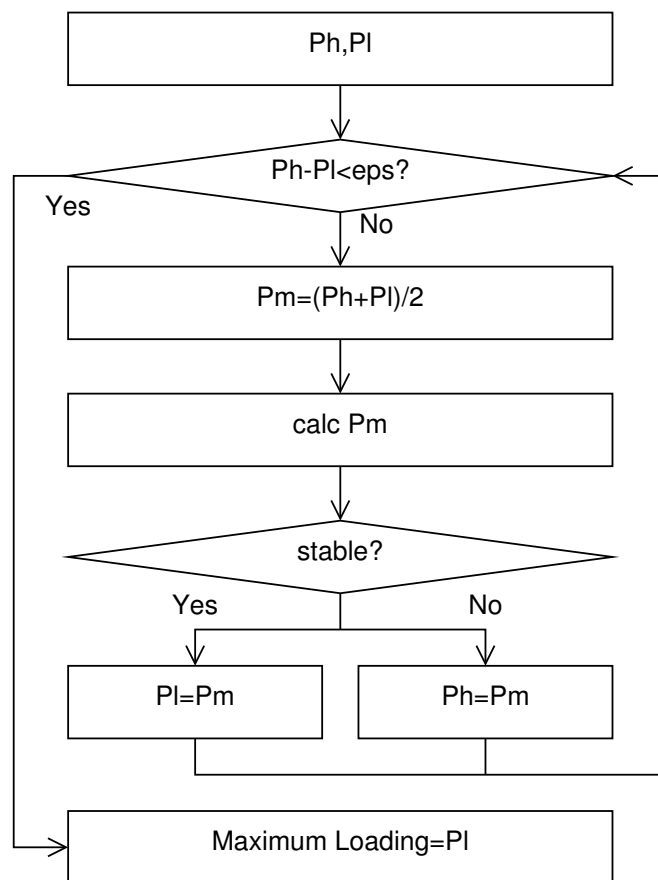 Ph,Pl
Ph-Pl<eps?
Yes
No
Pm=(Ph+Pl)/2
calc Pm
stable?
Yes
No
Pl=Pm
Ph=Pm
Maximum Loading=Pl